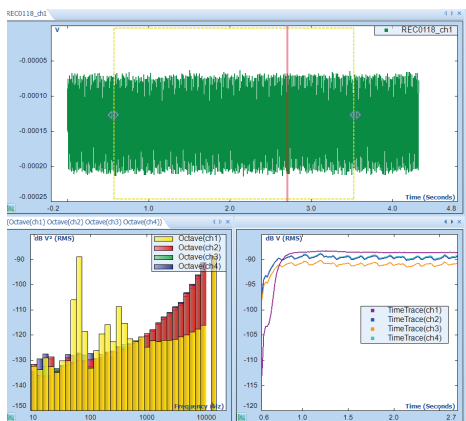 REC0118_ch1
V
REC0118_ch1
-0.00005
-0.00010
-0.00015
-0.00020
-0.00025
-0.2 1.0 2.0 3.0 4.0 4.8
Time (Seconds)
(Octave(ch1) Octave(ch2) Octave(ch3) Octave(ch4))
dB V² (RMS)
Octave(ch1)
Octave(ch2)
Octave(ch3)
Octave(ch4)
-90
-100
-110
-120
-130
-140
-150
Frequency (Hz)
10 100 1000 10000
dB V (RMS)
-90
-95
-100
-105
-110
-115
-120
TimeTrace(ch1)
TimeTrace(ch2)
TimeTrace(ch3)
TimeTrace(ch4)
Time (Seconds)
0.6 1.0 1.5 2.0 2.7